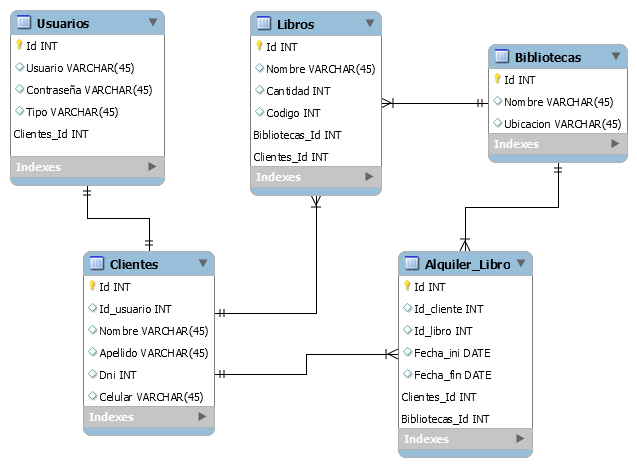 Usuarios
Id INT
Usuario VARCHAR(45)
Contraseña VARCHAR(45)
Tipo VARCHAR(45)
Clientes_Id INT
Indexes
Libros
Id INT
Nombre VARCHAR(45)
Cantidad INT
Codigo INT
Bibliotecas_Id INT
Clientes_Id INT
Indexes
Bibliotecas
Id INT
Nombre VARCHAR(45)
Ubicacion VARCHAR(45)
Indexes
Clientes
Id INT
Id_usuario INT
Nombre VARCHAR(45)
Apellido VARCHAR(45)
Dni INT
Celular VARCHAR(45)
Indexes
Alquiler_Libro
Id INT
Id_cliente INT
Id_libro INT
Fecha_ini DATE
Fecha_fin DATE
Clientes_Id INT
Bibliotecas_Id INT
Indexes